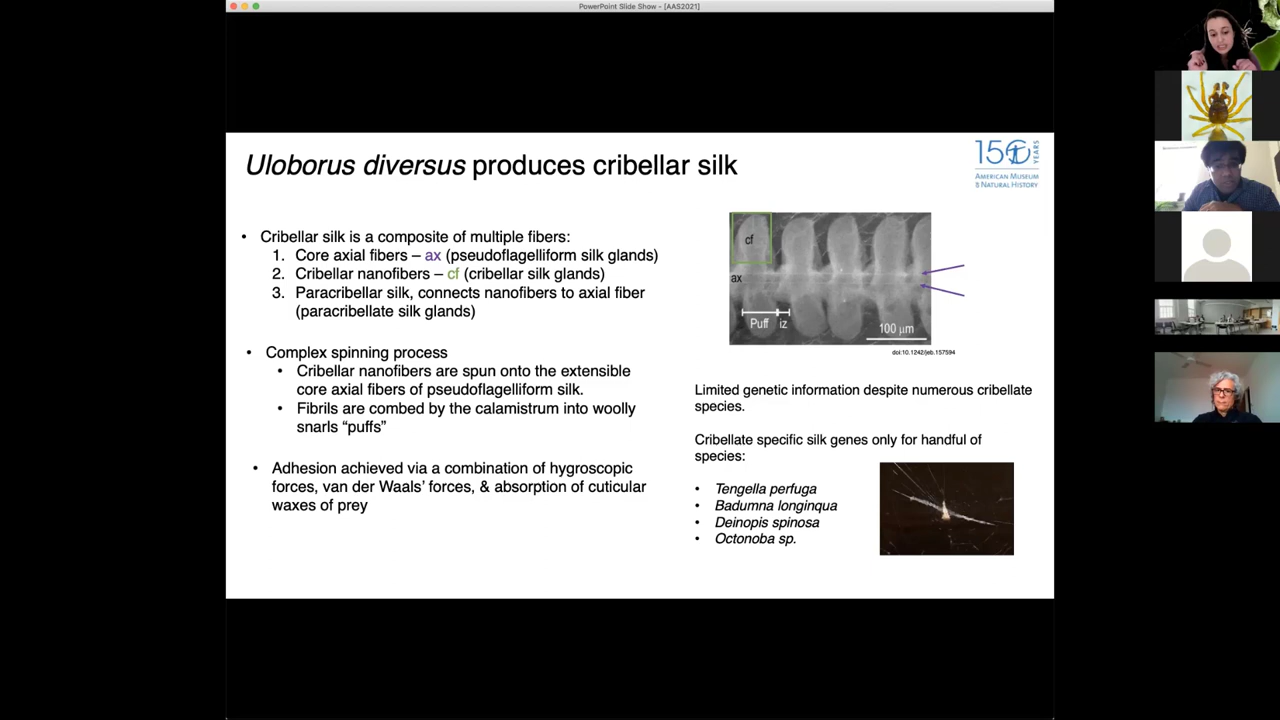 PowerPoint Slide Show - [AAS2021]
Uloborus diversus produces cribellar silk
150 YEARS
AMERICAN MUSEUM
& NATURAL HISTORY
• Cribellar silk is a composite of multiple fibers:
1. Core axial fibers – ax (pseudoflagelliform silk glands)
2. Cribellar nanofibers – cf (cribellar silk glands)
3. Paracribellar silk, connects nanofibers to axial fiber
(paracribellate silk glands)
• Complex spinning process
• Cribellar nanofibers are spun onto the extensible
core axial fibers of pseudoflagelliform silk.
• Fibrils are combed by the calamistrum into woolly
snarls “puffs”
• Adhesion achieved via a combination of hygroscopic
forces, van der Waals’ forces, & absorption of cuticular
waxes of prey
cf
ax
Puff iz
100 μm
doi:10.1242/jeb.157594
Limited genetic information despite numerous cribellate
species.
Cribellate specific silk genes only for handful of
species:
• Tengella perfuga
• Badumna longinqua
• Deinopis spinosa
• Octonoba sp.